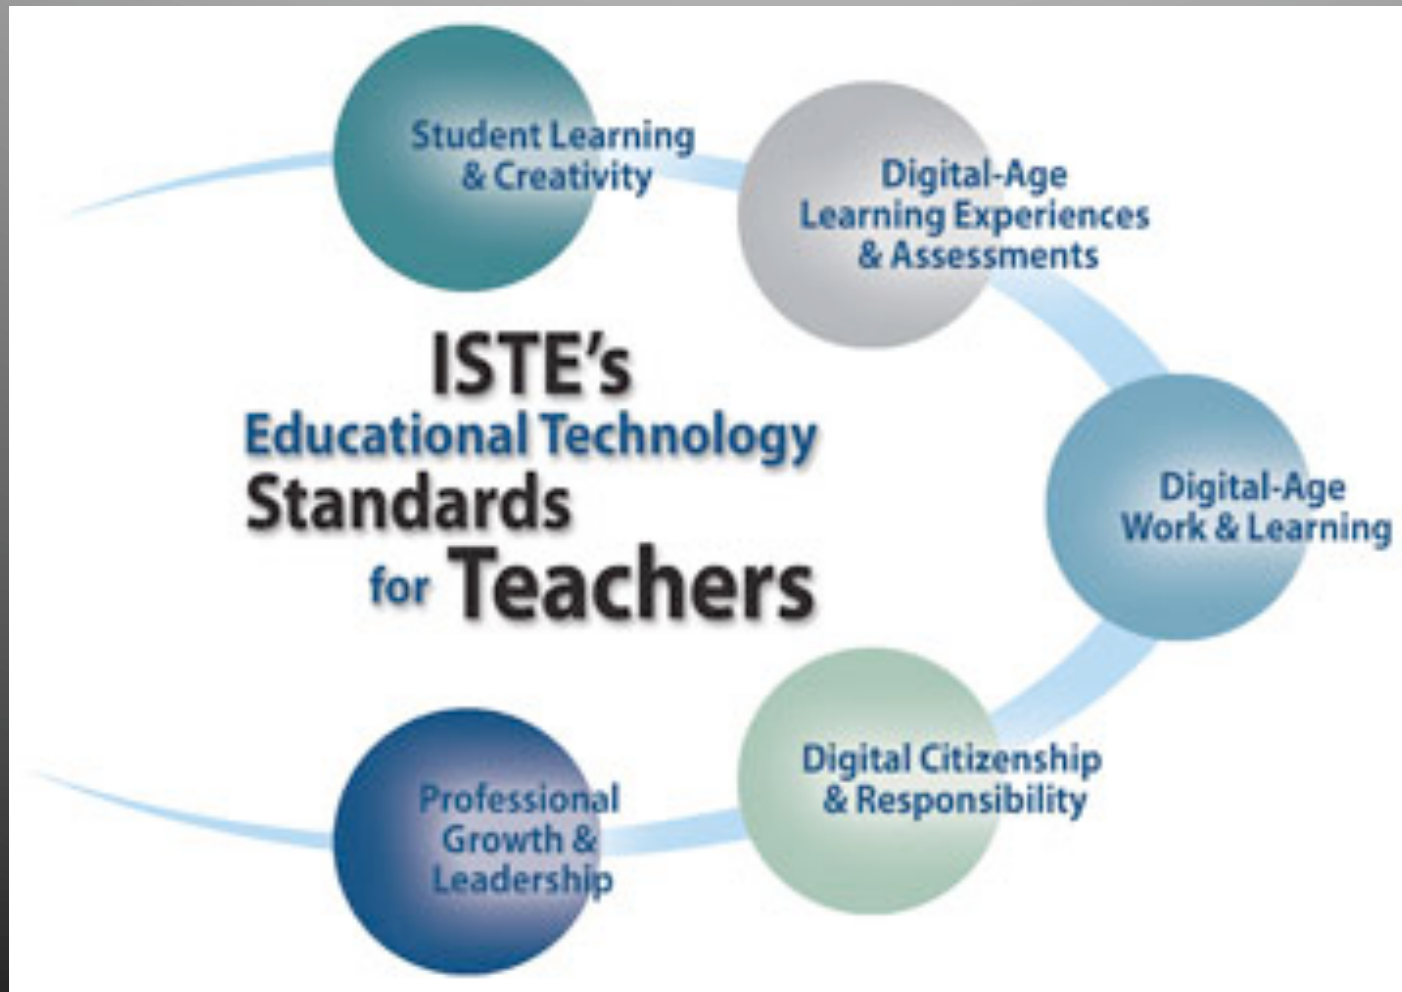 Student Learning
& Creativity
Digital-Age
Learning Experiences
& Assessments
ISTE's
Educational Technology
Standards
for Teachers
Digital-Age
Work & Learning
Digital Citizenship
& Responsibility
Professional
Growth &
Leadership